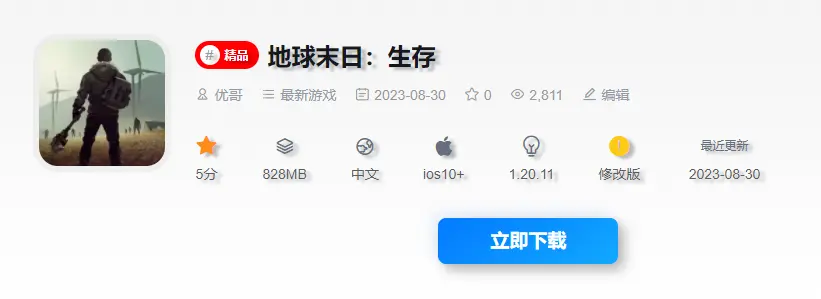 # 精品 地球末日：生存
优哥 最新游戏 2023-08-30 0 2,811 编辑
最近更新
5分 828MB 中文 ios10+ 1.20.11 修改版 2023-08-30
立即下载